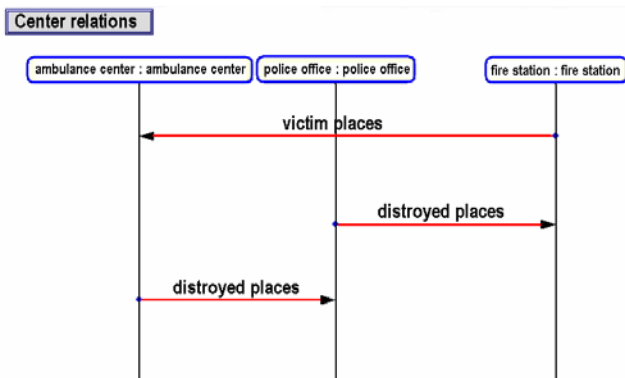 Center relations
ambulance center : ambulance center
police office : police office
fire station : fire station
victim places
distroyed places
distroyed places